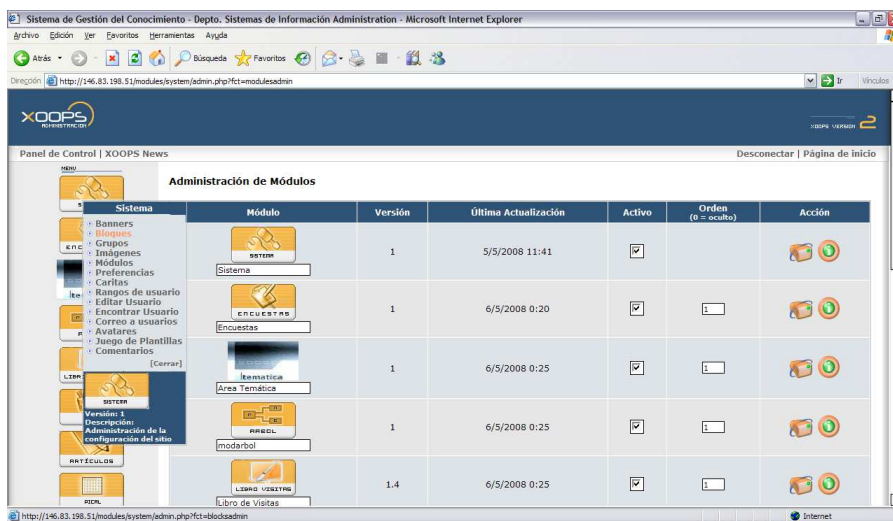 Sistema de Gestión del Conocimiento - Depto. Sistemas de Información Administration - Microsoft Internet Explorer
Archivo Edición Ver Favoritos Herramientas Ayuda
Atrás Búsqueda Favoritos
Dirección http://146.83.198.51/modules/system/admin.php?fct=modulesadmin Ir Vínculos
XOOPS
ADMINISTRACION
XOOPS VERSION 2
Panel de Control | XOOPS News Desconectar | Página de inicio
MENU
Administración de Módulos
Sistema
Banners
Bloques
Grupos
Imágenes
Módulos
Preferencias
Caritas
Rangos de usuario
Editar Usuario
Encontrar Usuario
Correo a usuarios
Avatares
Juego de Plantillas
Comentarios
[Cerrar]
SISTEMA
Versión: 1
Descripción:
Administración de la
configuración del sitio
ARTÍCULOS
PICAL
Módulo Versión Última Actualización Activo Orden Acción
(0 = oculto)
SISTEMA
Sistema 1 5/5/2008 11:41
ENCUESTAS
Encuestas 1 6/5/2008 0:20 1
Itematica
Area Temática 1 6/5/2008 0:25 1
ARBOL
modarbol 1 6/5/2008 0:25 1
LIBRO VISITAS
Libro de Visitas 1.4 6/5/2008 0:25 1
http://146.83.198.51/modules/system/admin.php?fct=blocksadmin Internet